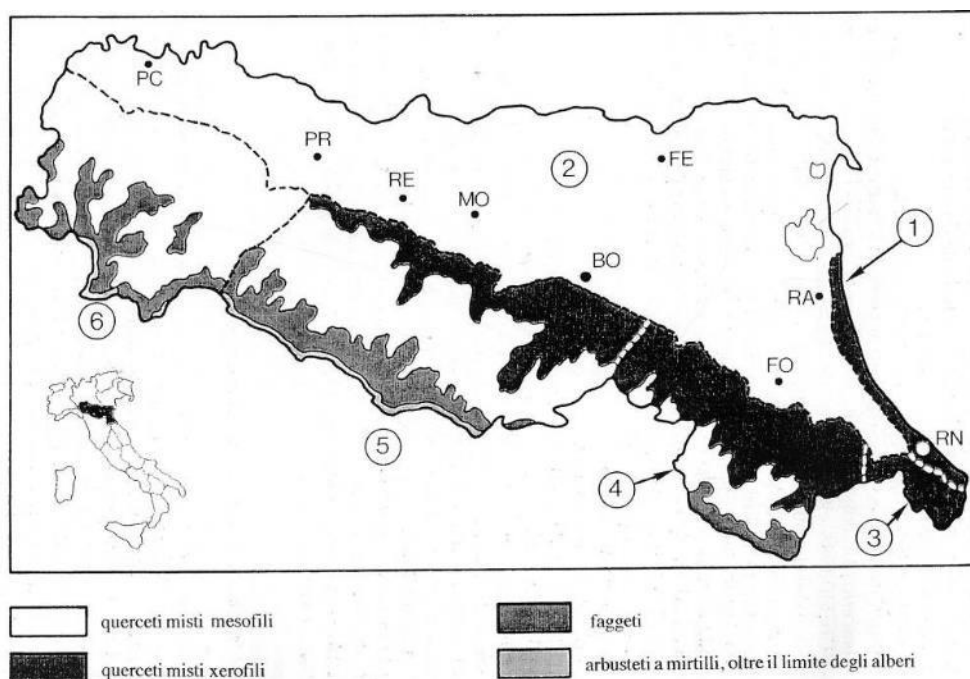 PC
PR
RE
MO
②
FE
①
BO
RA
⑥
FO
RN
⑤
④
③
querceti misti mesofili
faggeti
querceti misti xerofili
arbusteti a mirtilli, oltre il limite degli alberi